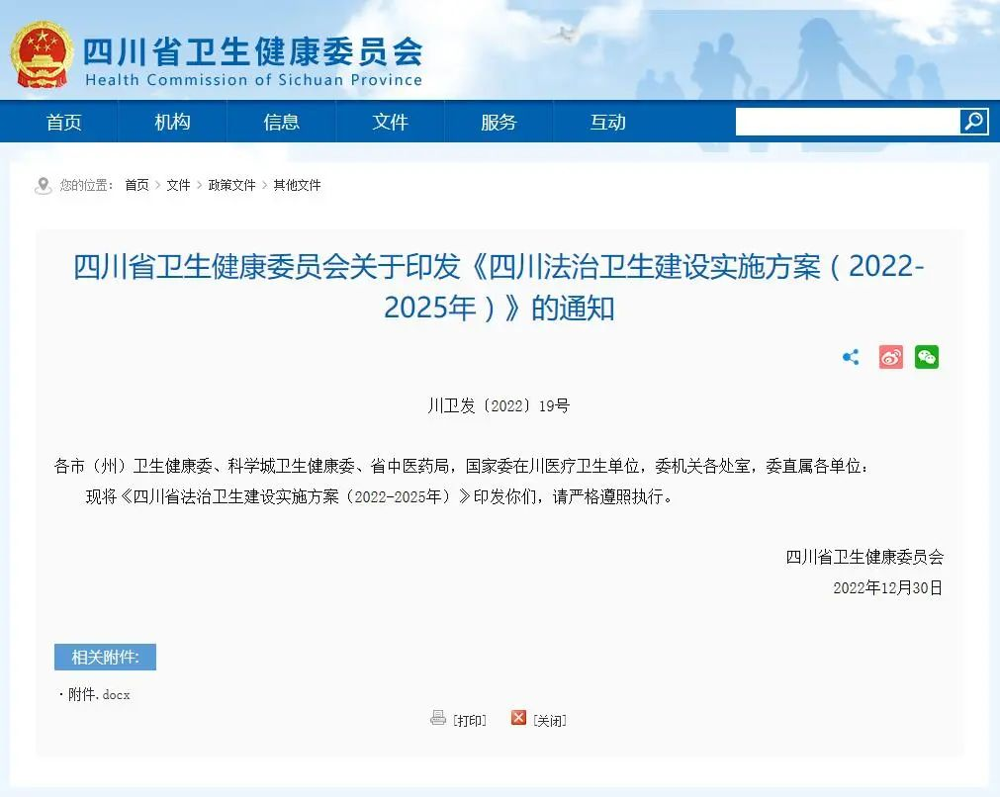 四川省卫生健康委员会
Health Commission of Sichuan Province
首页 机构 信息 文件 服务 互动
您的位置： 首页 > 文件 > 政策文件 > 其他文件
四川省卫生健康委员会关于印发《四川法治卫生建设实施方案（2022-
2025年）》的通知
川卫发〔2022〕19号
各市（州）卫生健康委、科学城卫生健康委、省中医药局，国家委在川医疗卫生单位，委机关各处室，委直属各单位：
现将《四川省法治卫生建设实施方案（2022-2025年）》印发你们，请严格遵照执行。
四川省卫生健康委员会
2022年12月30日
相关附件:
·附件.docx
[打印] [关闭]